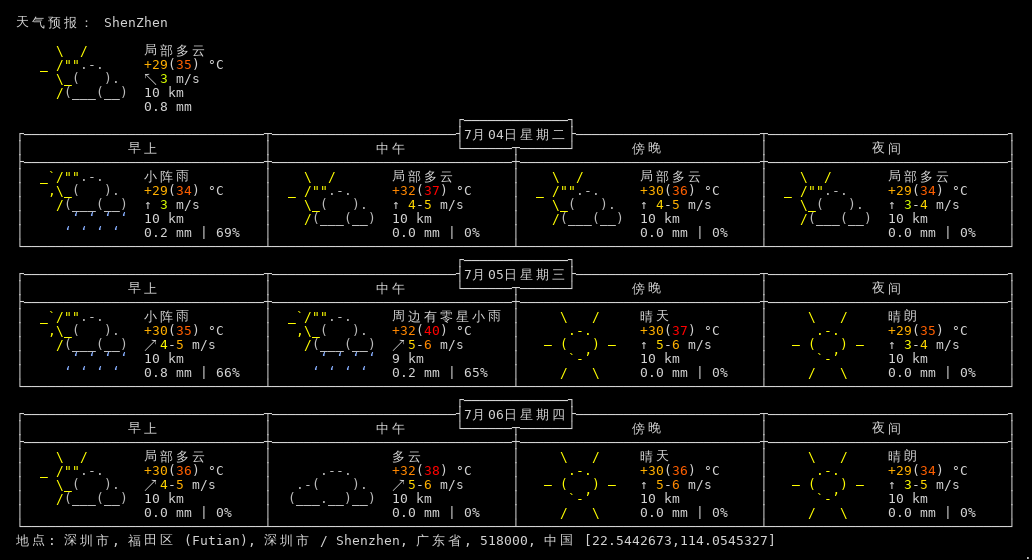 天气预报： ShenZhen
局部多云
+29(35) °C
↖3 m/s
10 km
0.8 mm
7月04日星期二
早上 中午 傍晚 夜间
小阵雨 局部多云 局部多云 局部多云
+29(34) °C +32(37) °C +30(36) °C +29(34) °C
↑ 3 m/s ↑ 4-5 m/s ↑ 4-5 m/s ↑ 3-4 m/s
10 km 10 km 10 km 10 km
0.2 mm | 69% 0.0 mm | 0% 0.0 mm | 0% 0.0 mm | 0%
7月05日星期三
早上 中午 傍晚 夜间
小阵雨 周边有零星小雨 晴天 晴朗
+30(35) °C +32(40) °C +30(37) °C +29(35) °C
↗4-5 m/s ↗5-6 m/s ↑ 5-6 m/s ↑ 3-4 m/s
10 km 9 km 10 km 10 km
0.8 mm | 66% 0.2 mm | 65% 0.0 mm | 0% 0.0 mm | 0%
7月06日星期四
早上 中午 傍晚 夜间
局部多云 多云 晴天 晴朗
+30(36) °C +32(38) °C +30(36) °C +29(34) °C
↗4-5 m/s ↗5-6 m/s ↑ 5-6 m/s ↑ 3-5 m/s
10 km 10 km 10 km 10 km
0.0 mm | 0% 0.0 mm | 0% 0.0 mm | 0% 0.0 mm | 0%
地点: 深圳市, 福田区 (Futian), 深圳市 / Shenzhen, 广东省, 518000, 中国 [22.5442673,114.0545327]